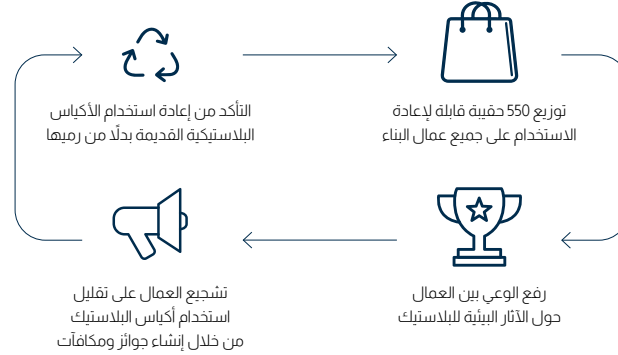 توزيع 550 حقيبة قابلة لإعادة
الاستخدام على جميع عمال البناء
التأكد من إعادة استخدام الأكياس
البلاستيكية القديمة بدلًا من رميها
رفع الوعي بين العمال
حول الآثار البيئية للبلاستيك
تشجيع العمال على تقليل
استخدام أكياس البلاستيك
من خلال إنشاء جوائز ومكافآت